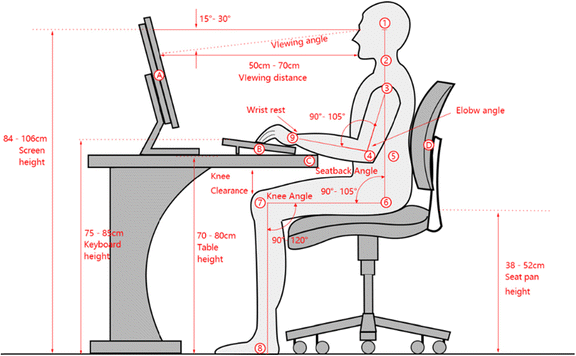 15°- 30°
Viewing angle
50cm - 70cm
Viewing distance
84 - 106cm
Screen
height
Wrist rest
90°- 105°
Elobw angle
Knee
Clearance
Seatback Angle
90°- 105°
Knee Angle
90°- 120°
75 - 85cm
Keyboard
height
70 - 80cm
Table
height
38 - 52cm
Seat pan
height
1
2
3
4
5
6
7
8
9
A
B
C
D